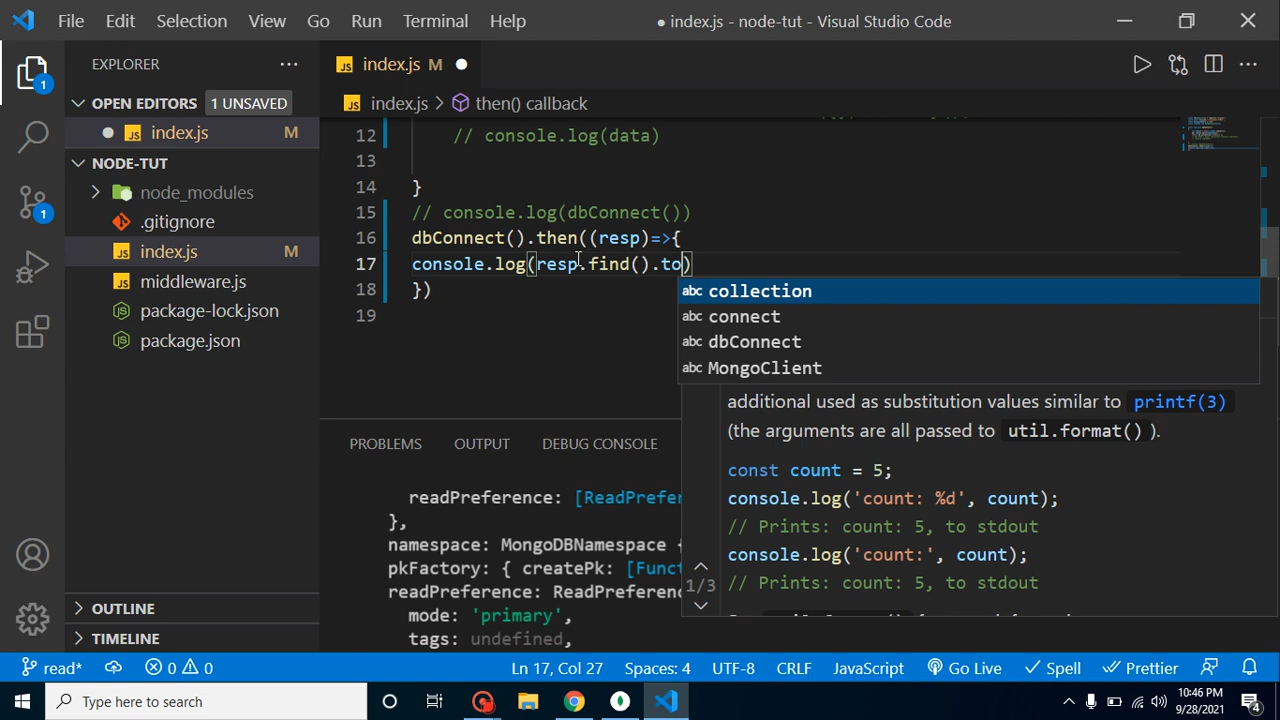 File Edit Selection View Go Run Terminal Help ● index.js - node-tut - Visual Studio Code
EXPLORER
JS index.js M
OPEN EDITORS 1 UNSAVED
JS index.js > then() callback
1
JS index.js M
NODE-TUT
node_modules
.gitignore
JS index.js M
middleware.js
package-lock.json
package.json
1
12 // console.log(data)
13
14 }
15 // console.log(dbConnect())
16 dbConnect().then((resp)=>{
17 console.log(resp.find().to)
18 })
19
abc collection
abc connect
abc dbConnect
abc MongoClient
additional used as substitution values similar to printf(3)
(the arguments are all passed to util.format() ).
const count = 5;
console.log('count: %d', count);
// Prints: count: 5, to stdout
console.log('count:', count);
// Prints: count: 5, to stdout
1/3
PROBLEMS OUTPUT DEBUG CONSOLE
readPreference: [ReadPrefer
},
namespace: MongoDBNamespace {
pkFactory: { createPk: [Funct
readPreference: ReadPreferenc
mode: 'primary',
tags: undefined,
OUTLINE
TIMELINE
read* 0 0 Ln 17, Col 27 Spaces: 4 UTF-8 CRLF JavaScript Go Live Spell Prettier
Type here to search
10:46 PM
9/28/2021
4